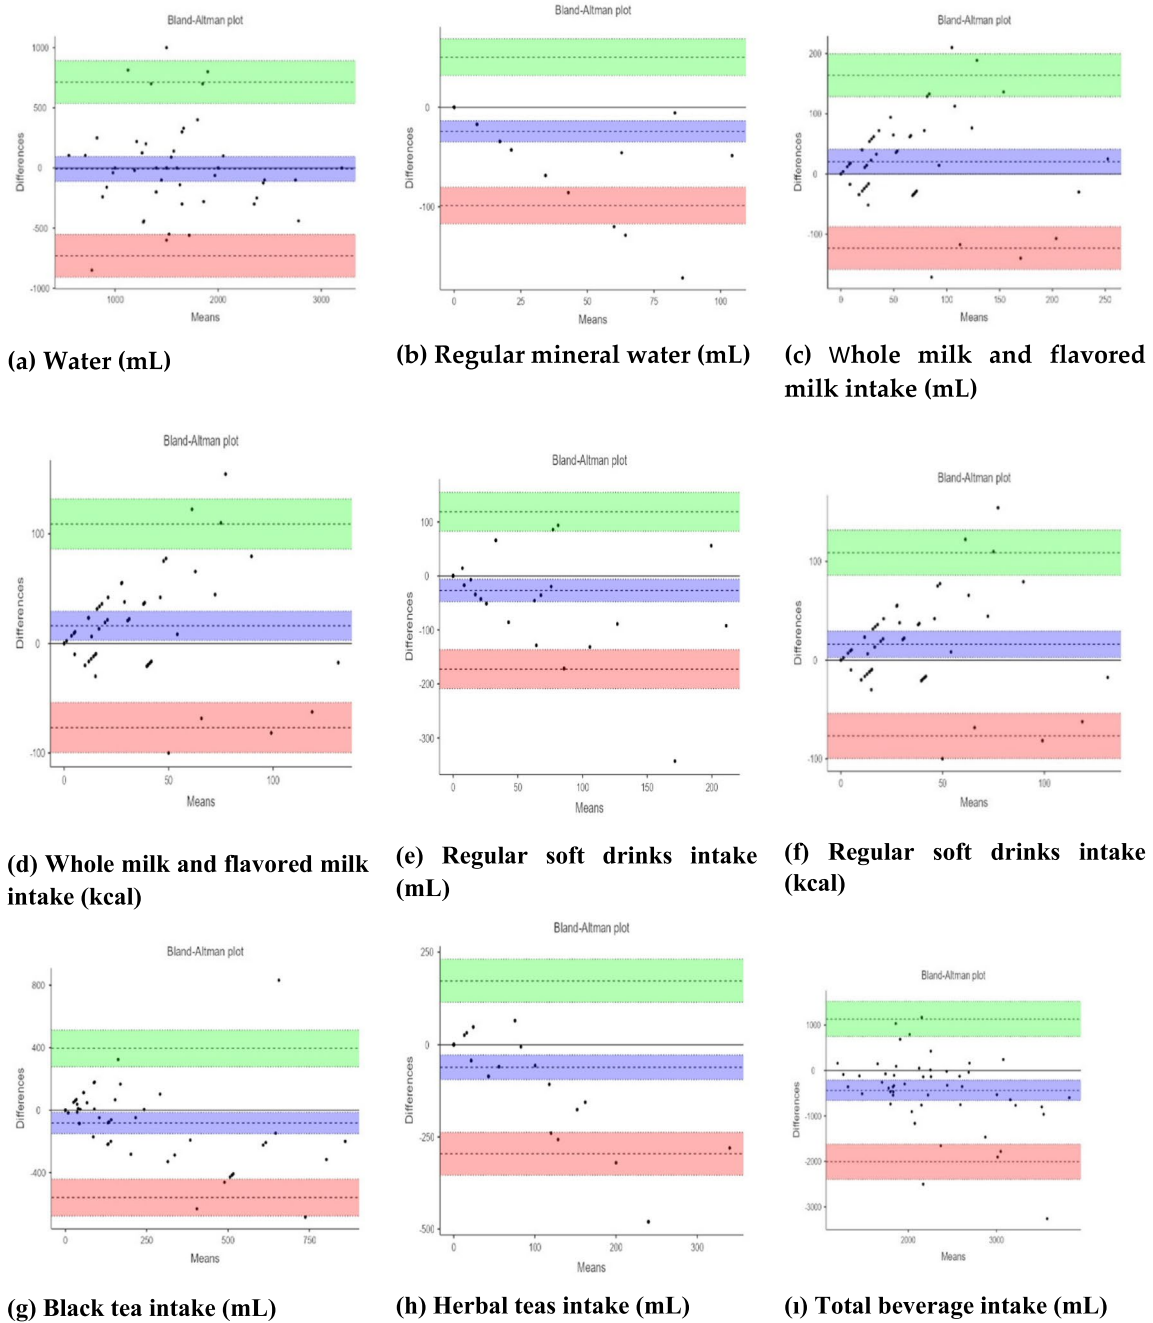 Bland-Altman plot
1000
500
0
-500
-1000
Differences
1000 2000 3000
Means
(a) Water (mL)
Bland-Altman plot
0
-100
Differences
0 25 50 75 100
Means
(b) Regular mineral water (mL)
Bland-Altman plot
200
100
0
-100
Differences
0 50 100 150 200 250
Means
(c) Whole milk and flavored
milk intake (mL)
Bland-Altman plot
100
0
-100
Differences
0 50 100
Means
(d) Whole milk and flavored milk
intake (kcal)
Bland-Altman plot
100
0
-100
-200
-300
Differences
0 50 100 150 200
Means
(e) Regular soft drinks intake
(mL)
Bland-Altman plot
100
0
-100
Differences
0 100
Means
(f) Regular soft drinks intake
(kcal)
Bland-Altman plot
800
400
0
-400
Differences
0 250 500 750
Means
(g) Black tea intake (mL)
Bland-Altman plot
250
0
-250
-500
Differences
0 100 200 300
Means
(h) Herbal teas intake (mL)
Bland-Altman plot
1000
0
-1000
-2000
-3000
Differences
2000 3000
Means
(ı) Total beverage intake (mL)